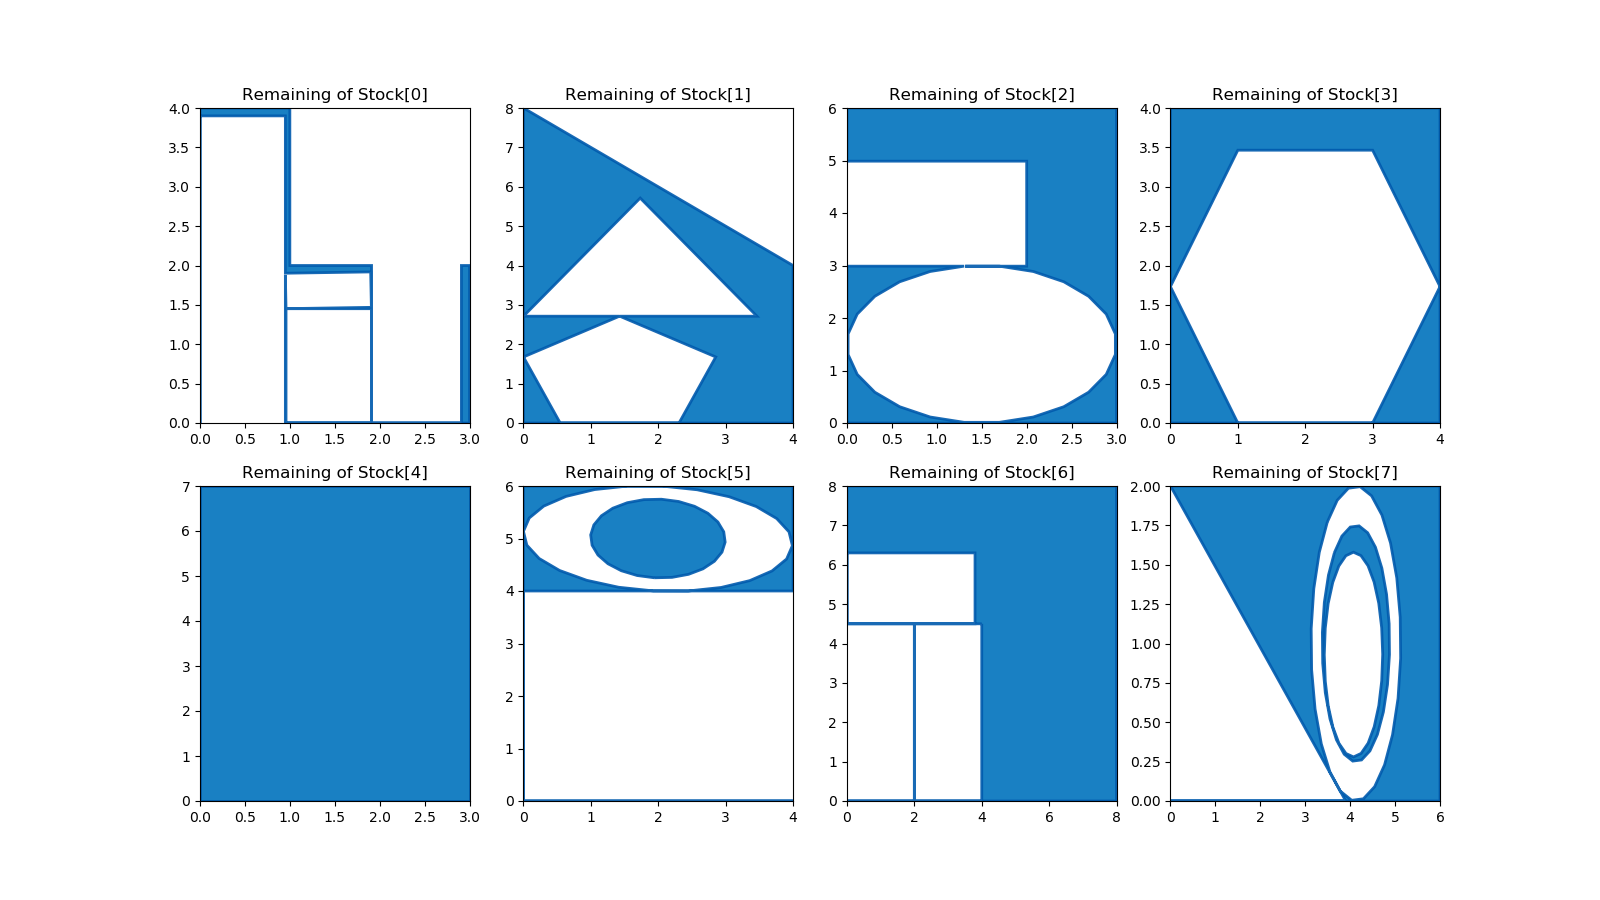 Remaining of Stock[0] Remaining of Stock[1] Remaining of Stock[2] Remaining of Stock[3]
4.0 8 6 4.0
3.5 7 3.5
5
3.0 6 3.0
2.5 5 4 2.5
2.0 4 3 2.0
1.5 3 1.5
2
1.0 2 1.0
0.5 1 1 0.5
0.0 0 0 0.0
0.0 0.5 1.0 1.5 2.0 2.5 3.0 0 1 2 3 4 0.0 0.5 1.0 1.5 2.0 2.5 3.0 0 1 2 3 4
Remaining of Stock[4] Remaining of Stock[5] Remaining of Stock[6] Remaining of Stock[7]
7 6 8 2.00
6 7 1.75
5
5 6 1.50
4 4 5 1.25
3 3 4 1.00
3 0.75
2 2
2 0.50
1 1 1 0.25
0 0 0 0.00
0.0 0.5 1.0 1.5 2.0 2.5 3.0 0 1 2 3 4 0 2 4 6 8 0 1 2 3 4 5 6